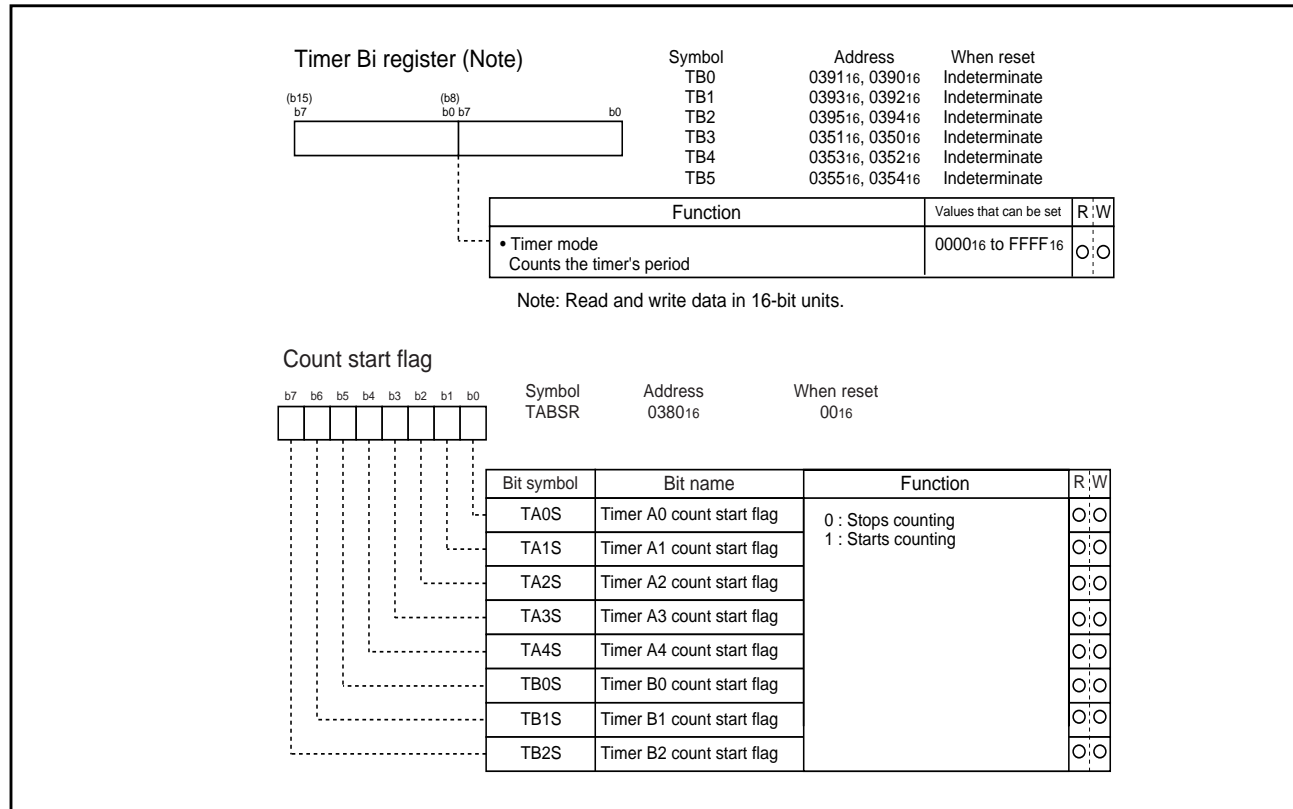 Timer Bi register (Note)
Symbol Address When reset
TB0 039116, 039016 Indeterminate
TB1 039316, 039216 Indeterminate
TB2 039516, 039416 Indeterminate
TB3 035116, 035016 Indeterminate
TB4 035316, 035216 Indeterminate
TB5 035516, 035416 Indeterminate
(b15) (b8)
b7 b0 b7 b0
Function Values that can be set R W
• Timer mode 000016 to FFFF16
Counts the timer's period
Note: Read and write data in 16-bit units.
Count start flag
b7 b6 b5 b4 b3 b2 b1 b0
Symbol Address When reset
TABSR 038016 0016
Bit symbol Bit name Function R W
TA0S Timer A0 count start flag 0 : Stops counting
1 : Starts counting
TA1S Timer A1 count start flag
TA2S Timer A2 count start flag
TA3S Timer A3 count start flag
TA4S Timer A4 count start flag
TB0S Timer B0 count start flag
TB1S Timer B1 count start flag
TB2S Timer B2 count start flag